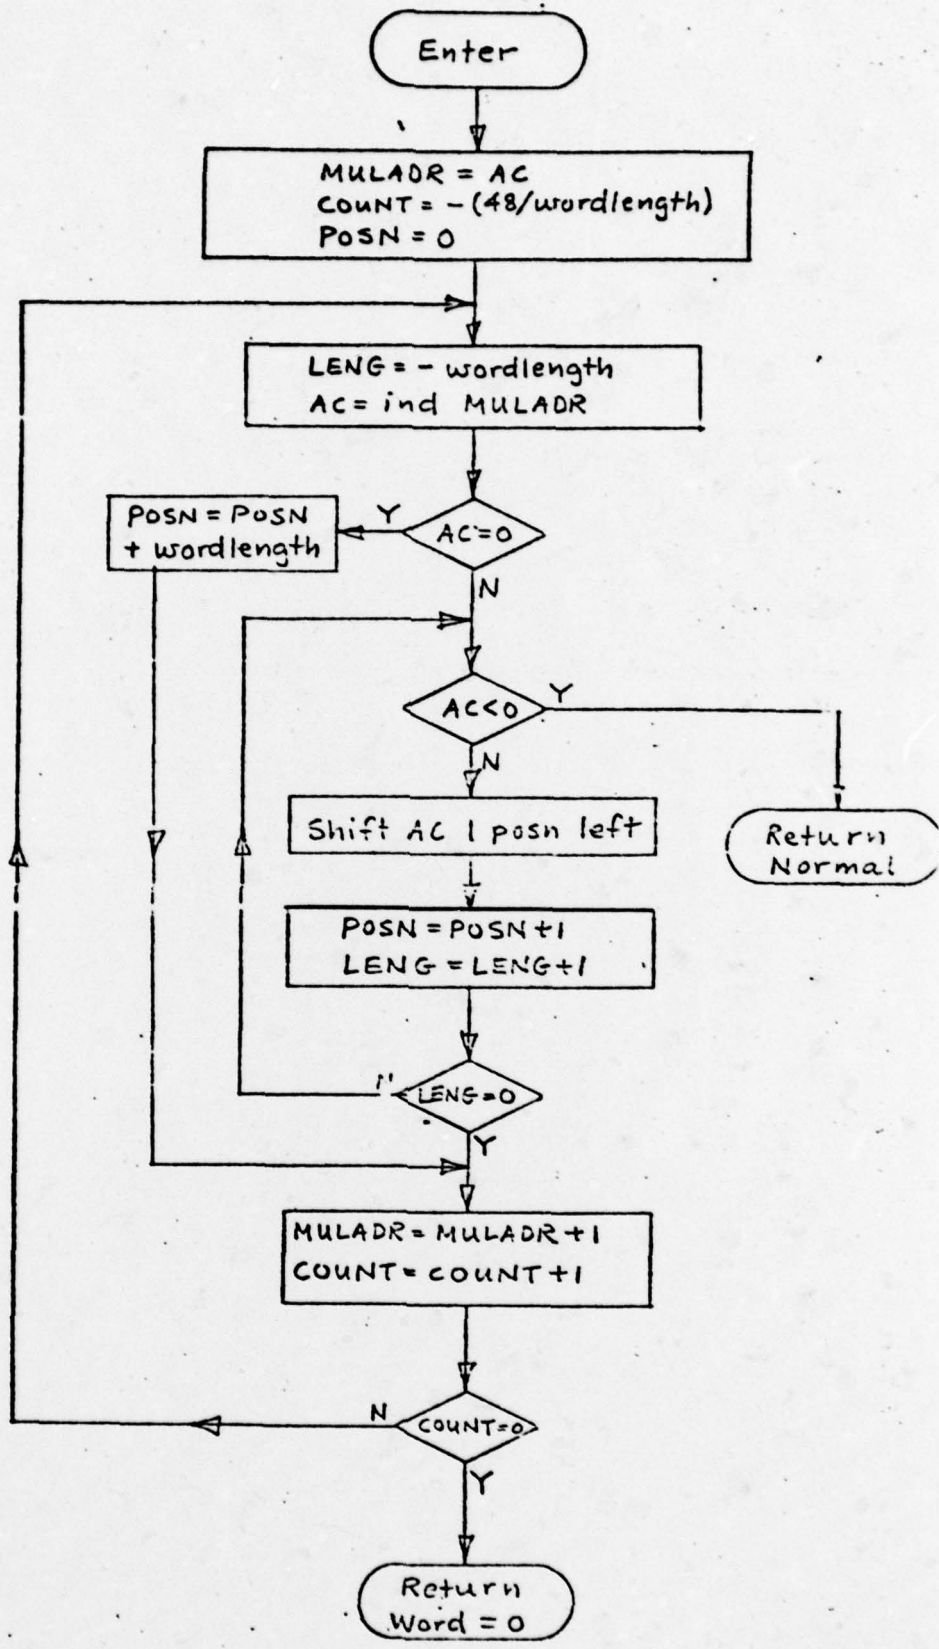 Enter
MULADR = AC
COUNT = -(48/wordlength)
POSN = 0
LENG = - wordlength
AC = ind MULADR
POSN = POSN
+ wordlength
Y
AC=0
N
AC<0
Y
N
Shift AC 1 posn left
Return
Normal
POSN = POSN+1
LENG = LENG+1
N
LENG=0
Y
MULADR = MULADR+1
COUNT = COUNT+1
N
COUNT=0
Y
Return
Word = 0